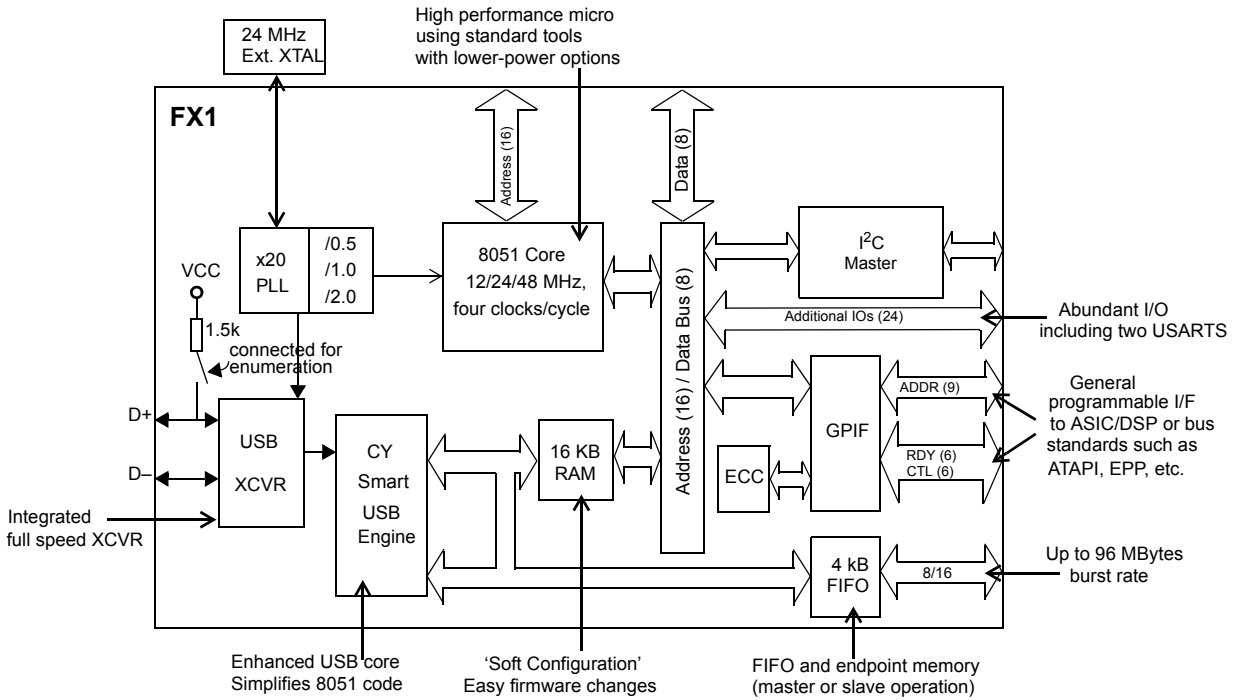 High performance micro
using standard tools
with lower-power options
24 MHz
Ext. XTAL
FX1
Address (16)
Data (8)
x20
PLL
/0.5
/1.0
/2.0
8051 Core
12/24/48 MHz,
four clocks/cycle
I2C
Master
VCC
1.5k
connected for
enumeration
Address (16) / Data Bus (8)
Additional IOs (24)
Abundant I/O
including two USARTS
D+
D–
USB
XCVR
CY
Smart
USB
Engine
16 KB
RAM
ECC
GPIF
ADDR (9)
RDY (6)
CTL (6)
General
programmable I/F
to ASIC/DSP or bus
standards such as
ATAPI, EPP, etc.
Integrated
full speed XCVR
4 kB
FIFO
8/16
Up to 96 MBytes
burst rate
Enhanced USB core
Simplifies 8051 code
‘Soft Configuration’
Easy firmware changes
FIFO and endpoint memory
(master or slave operation)